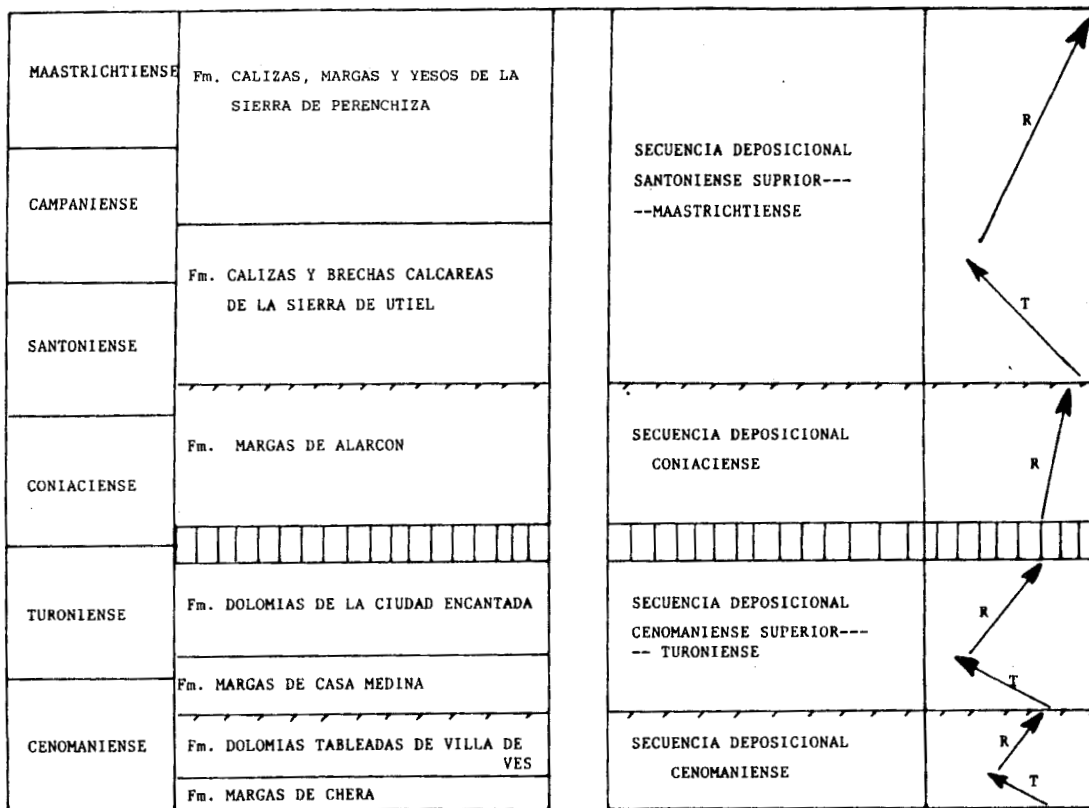 MAASTRICHTIENSE
CAMPANIENSE
SANTONIENSE
CONIACIENSE
TURONIENSE
CENOMANIENSE
Fm. CALIZAS, MARGAS Y YESOS DE LA
SIERRA DE PERENCHIZA
Fm. CALIZAS Y BRECHAS CALCAREAS
DE LA SIERRA DE UTIEL
Fm. MARGAS DE ALARCON
Fm. DOLOMIAS DE LA CIUDAD ENCANTADA
Fm. MARGAS DE CASA MEDINA
Fm. DOLOMIAS TABLEADAS DE VILLA DE
VES
Fm. MARGAS DE CHERA
SECUENCIA DEPOSICIONAL
SANTONIENSE SUPRIOR----
--MAASTRICHTIENSE
SECUENCIA DEPOSICIONAL
CONIACIENSE
SECUENCIA DEPOSICIONAL
CENOMANIENSE SUPERIOR----
---- TURONIENSE
SECUENCIA DEPOSICIONAL
CENOMANIENSE
R
T
R
R
T
R
T